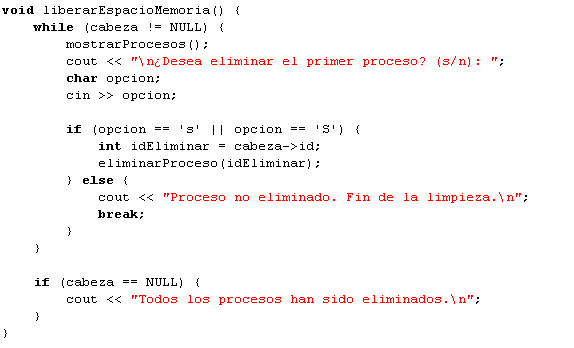 void liberarEspacioMemoria() {
    while (cabeza != NULL) {
        mostrarProcesos();
        cout << "\n¿Desea eliminar el primer proceso? (s/n): ";
        char opcion;
        cin >> opcion;

        if (opcion == 's' || opcion == 'S') {
            int idEliminar = cabeza->id;
            eliminarProceso(idEliminar);
        } else {
            cout << "Proceso no eliminado. Fin de la limpieza.\n";
            break;
        }
    }

    if (cabeza == NULL) {
        cout << "Todos los procesos han sido eliminados.\n";
    }
}